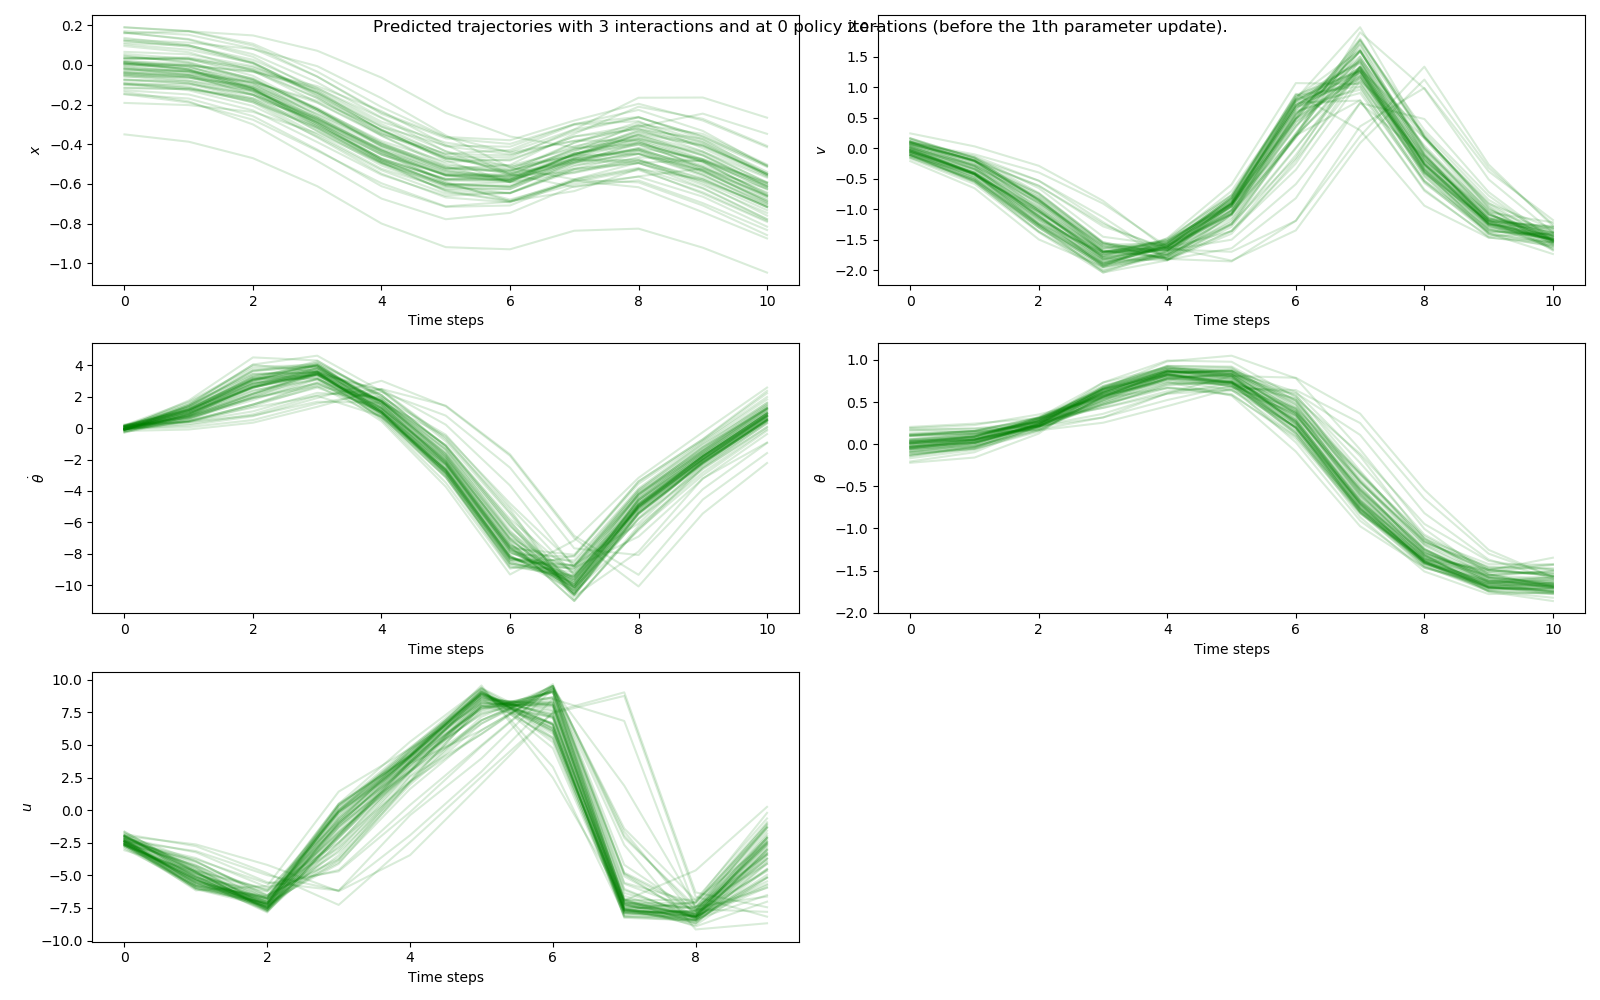 Predicted trajectories with 3 interactions and at 0 policy iterations (before the 1th parameter update).
0.2
0.0
−0.2
−0.4
−0.6
−0.8
−1.0
x
0 2 4 6 8 10
Time steps
2.0
1.5
1.0
0.5
0.0
−0.5
−1.0
−1.5
−2.0
v
0 2 4 6 8 10
Time steps
4
2
0
−2
−4
−6
−8
−10
θ̇
0 2 4 6 8 10
Time steps
1.0
0.5
0.0
−0.5
−1.0
−1.5
−2.0
θ
0 2 4 6 8 10
Time steps
10.0
7.5
5.0
2.5
0.0
−2.5
−5.0
−7.5
−10.0
u
0 2 4 6 8
Time steps